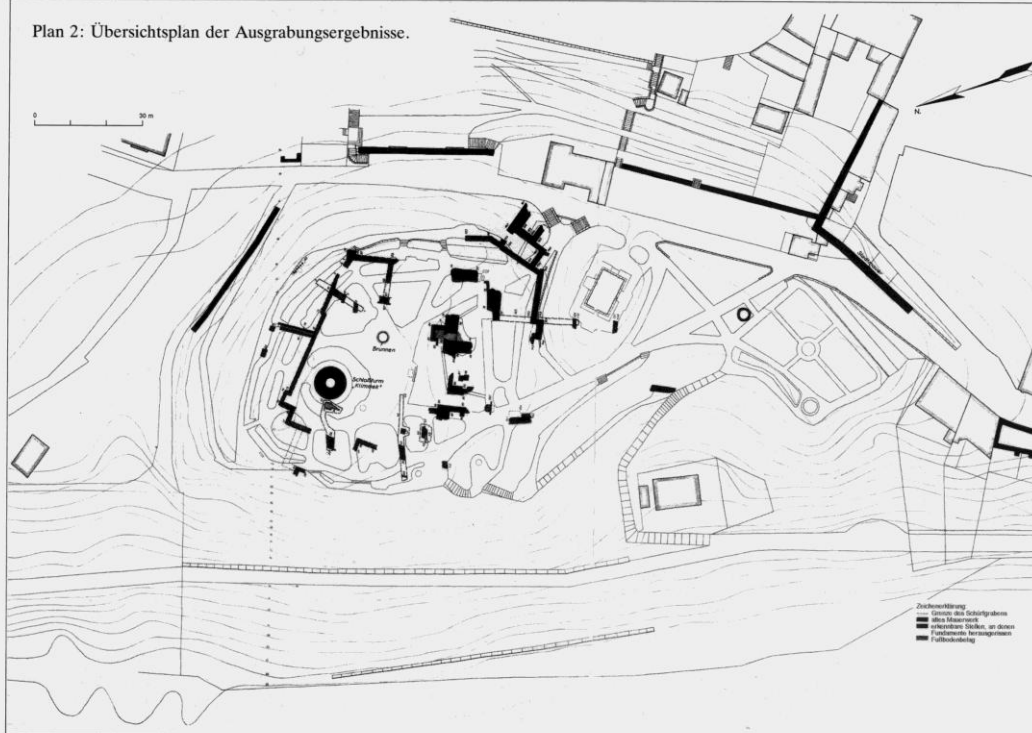 Plan 2: Übersichtsplan der Ausgrabungsergebnisse.
0 30 m
N.
Brunnen
Schloßturm
„Klimmek"
Zeichenerklärung:
Grenze des Schürfgrabens
altes Mauerwerk
erkennbare Stellen, an denen
Fundamente herausgerissen
Fußbodenbelag